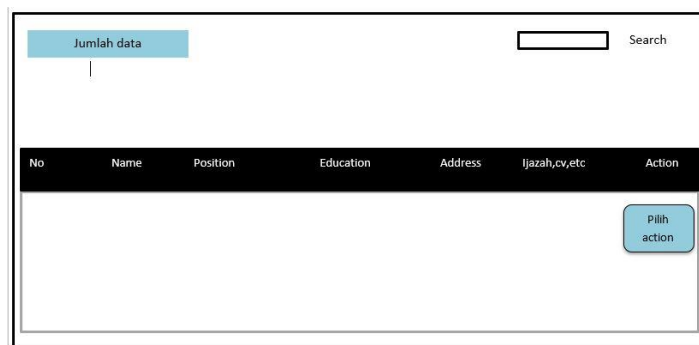 Jumlah data
Search
No Name Position Education Address Ijazah,cv,etc Action
Pilih
action